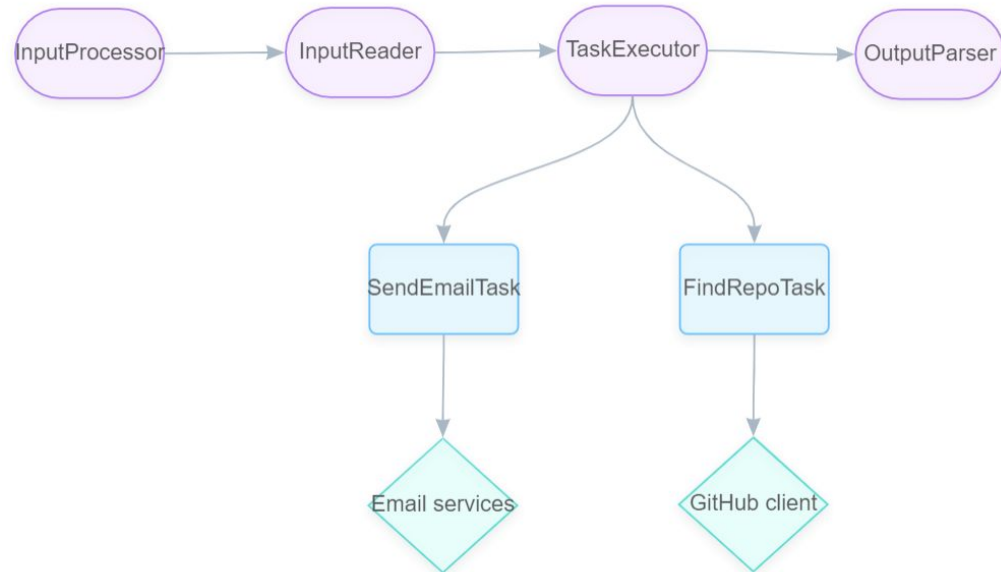 InputProcessor
InputReader
TaskExecutor
OutputParser
SendEmailTask
FindRepoTask
Email services
GitHub client